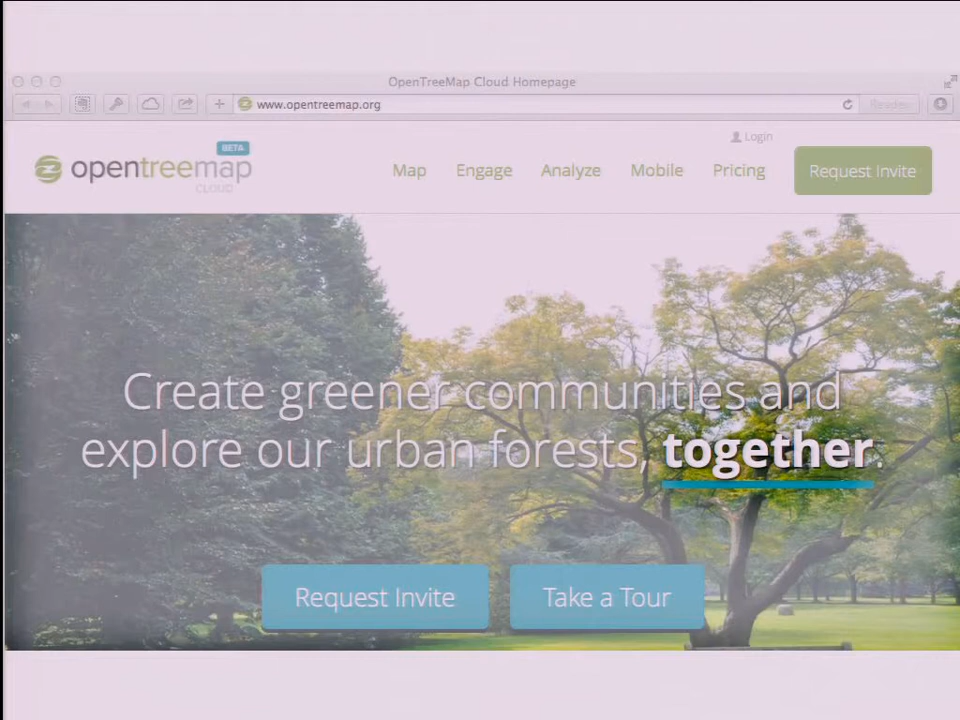 OpenTreeMap Cloud Homepage
www.opentreemap.org
Reader
Login
BETA
opentreemap
CLOUD
Map Engage Analyze Mobile Pricing Request Invite
Create greener communities and
explore our urban forests, together.
Request Invite Take a Tour